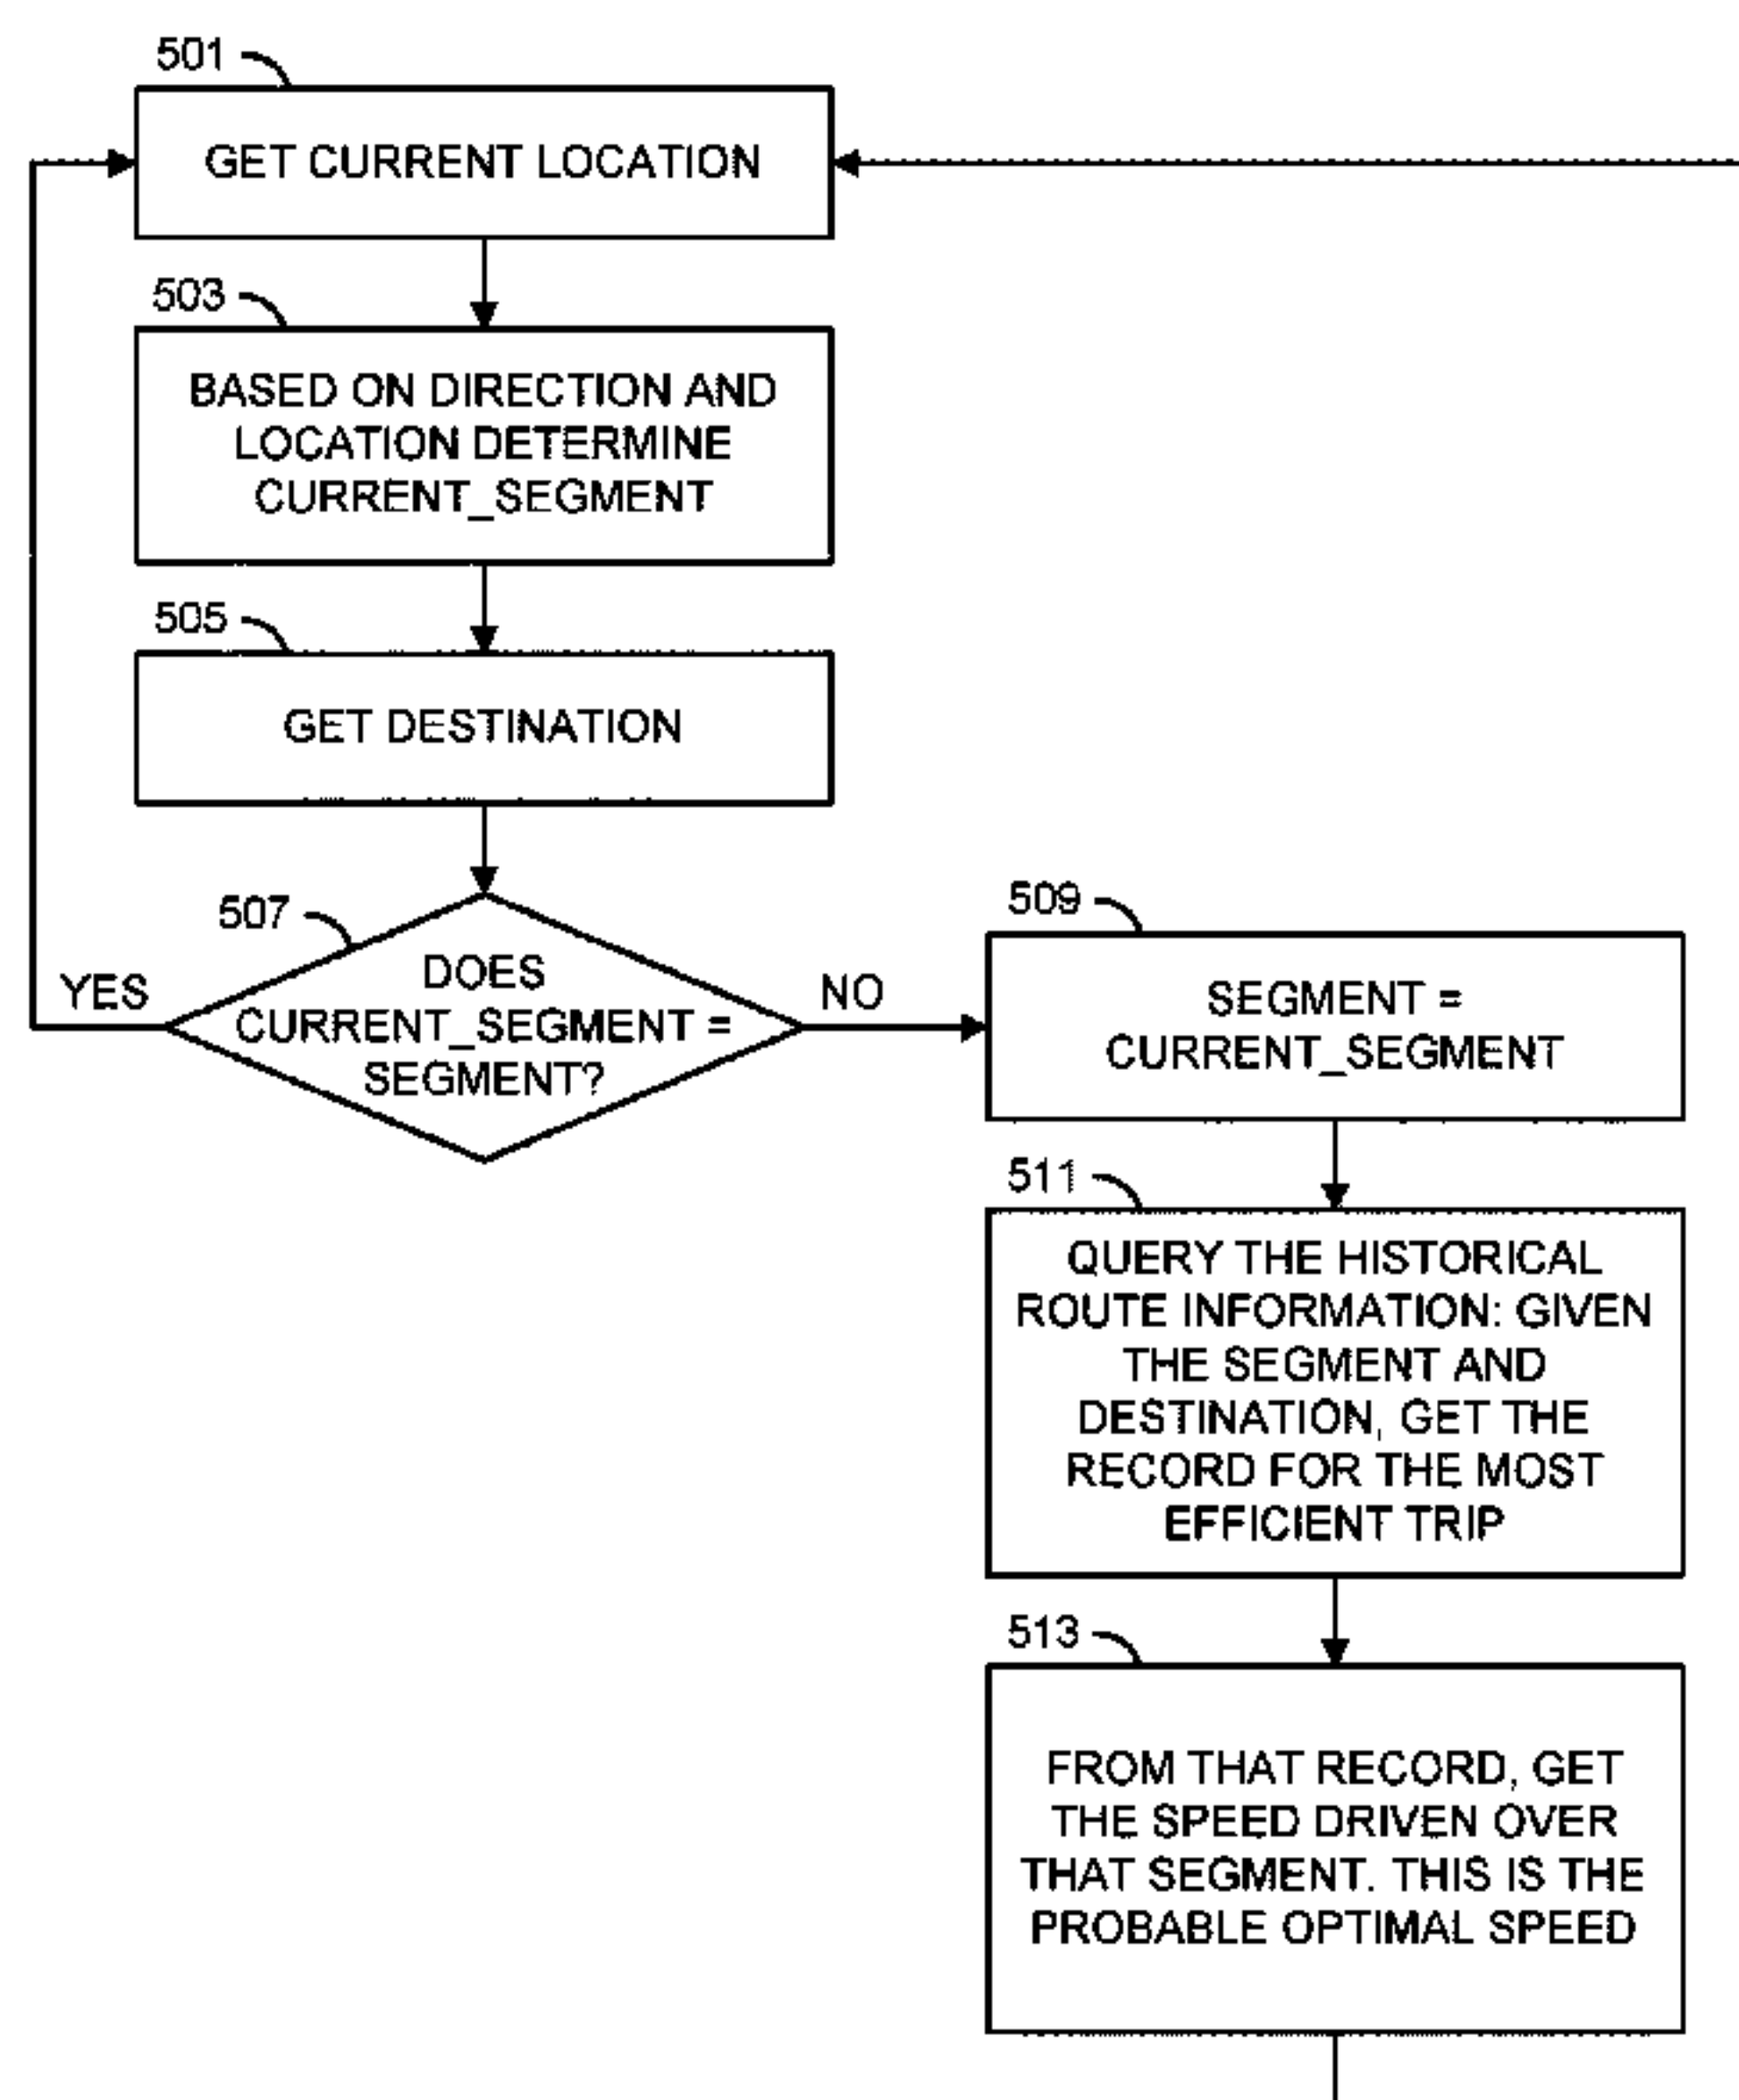 501
GET CURRENT LOCATION
503
BASED ON DIRECTION AND
LOCATION DETERMINE
CURRENT_SEGMENT
505
GET DESTINATION
507
DOES
CURRENT_SEGMENT =
SEGMENT?
YES
NO
509
SEGMENT =
CURRENT_SEGMENT
511
QUERY THE HISTORICAL
ROUTE INFORMATION: GIVEN
THE SEGMENT AND
DESTINATION, GET THE
RECORD FOR THE MOST
EFFICIENT TRIP
513
FROM THAT RECORD, GET
THE SPEED DRIVEN OVER
THAT SEGMENT. THIS IS THE
PROBABLE OPTIMAL SPEED